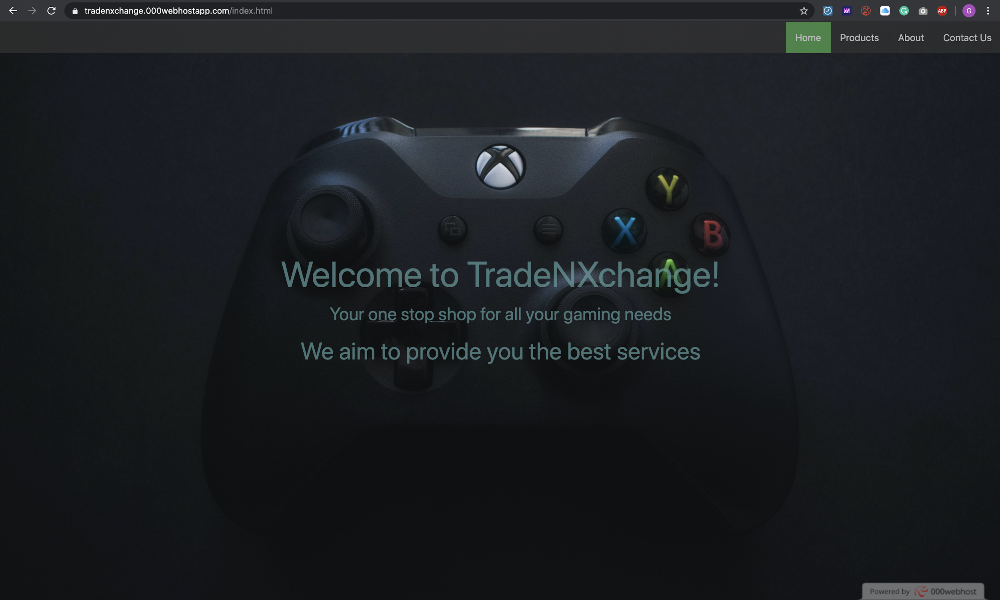 tradenxchange.000webhostapp.com/index.html
ABP
G
Home Products About Contact Us
Y
X
B
A
Welcome to TradeNXchange!
Your one stop shop for all your gaming needs
We aim to provide you the best services
Powered by 000webhost